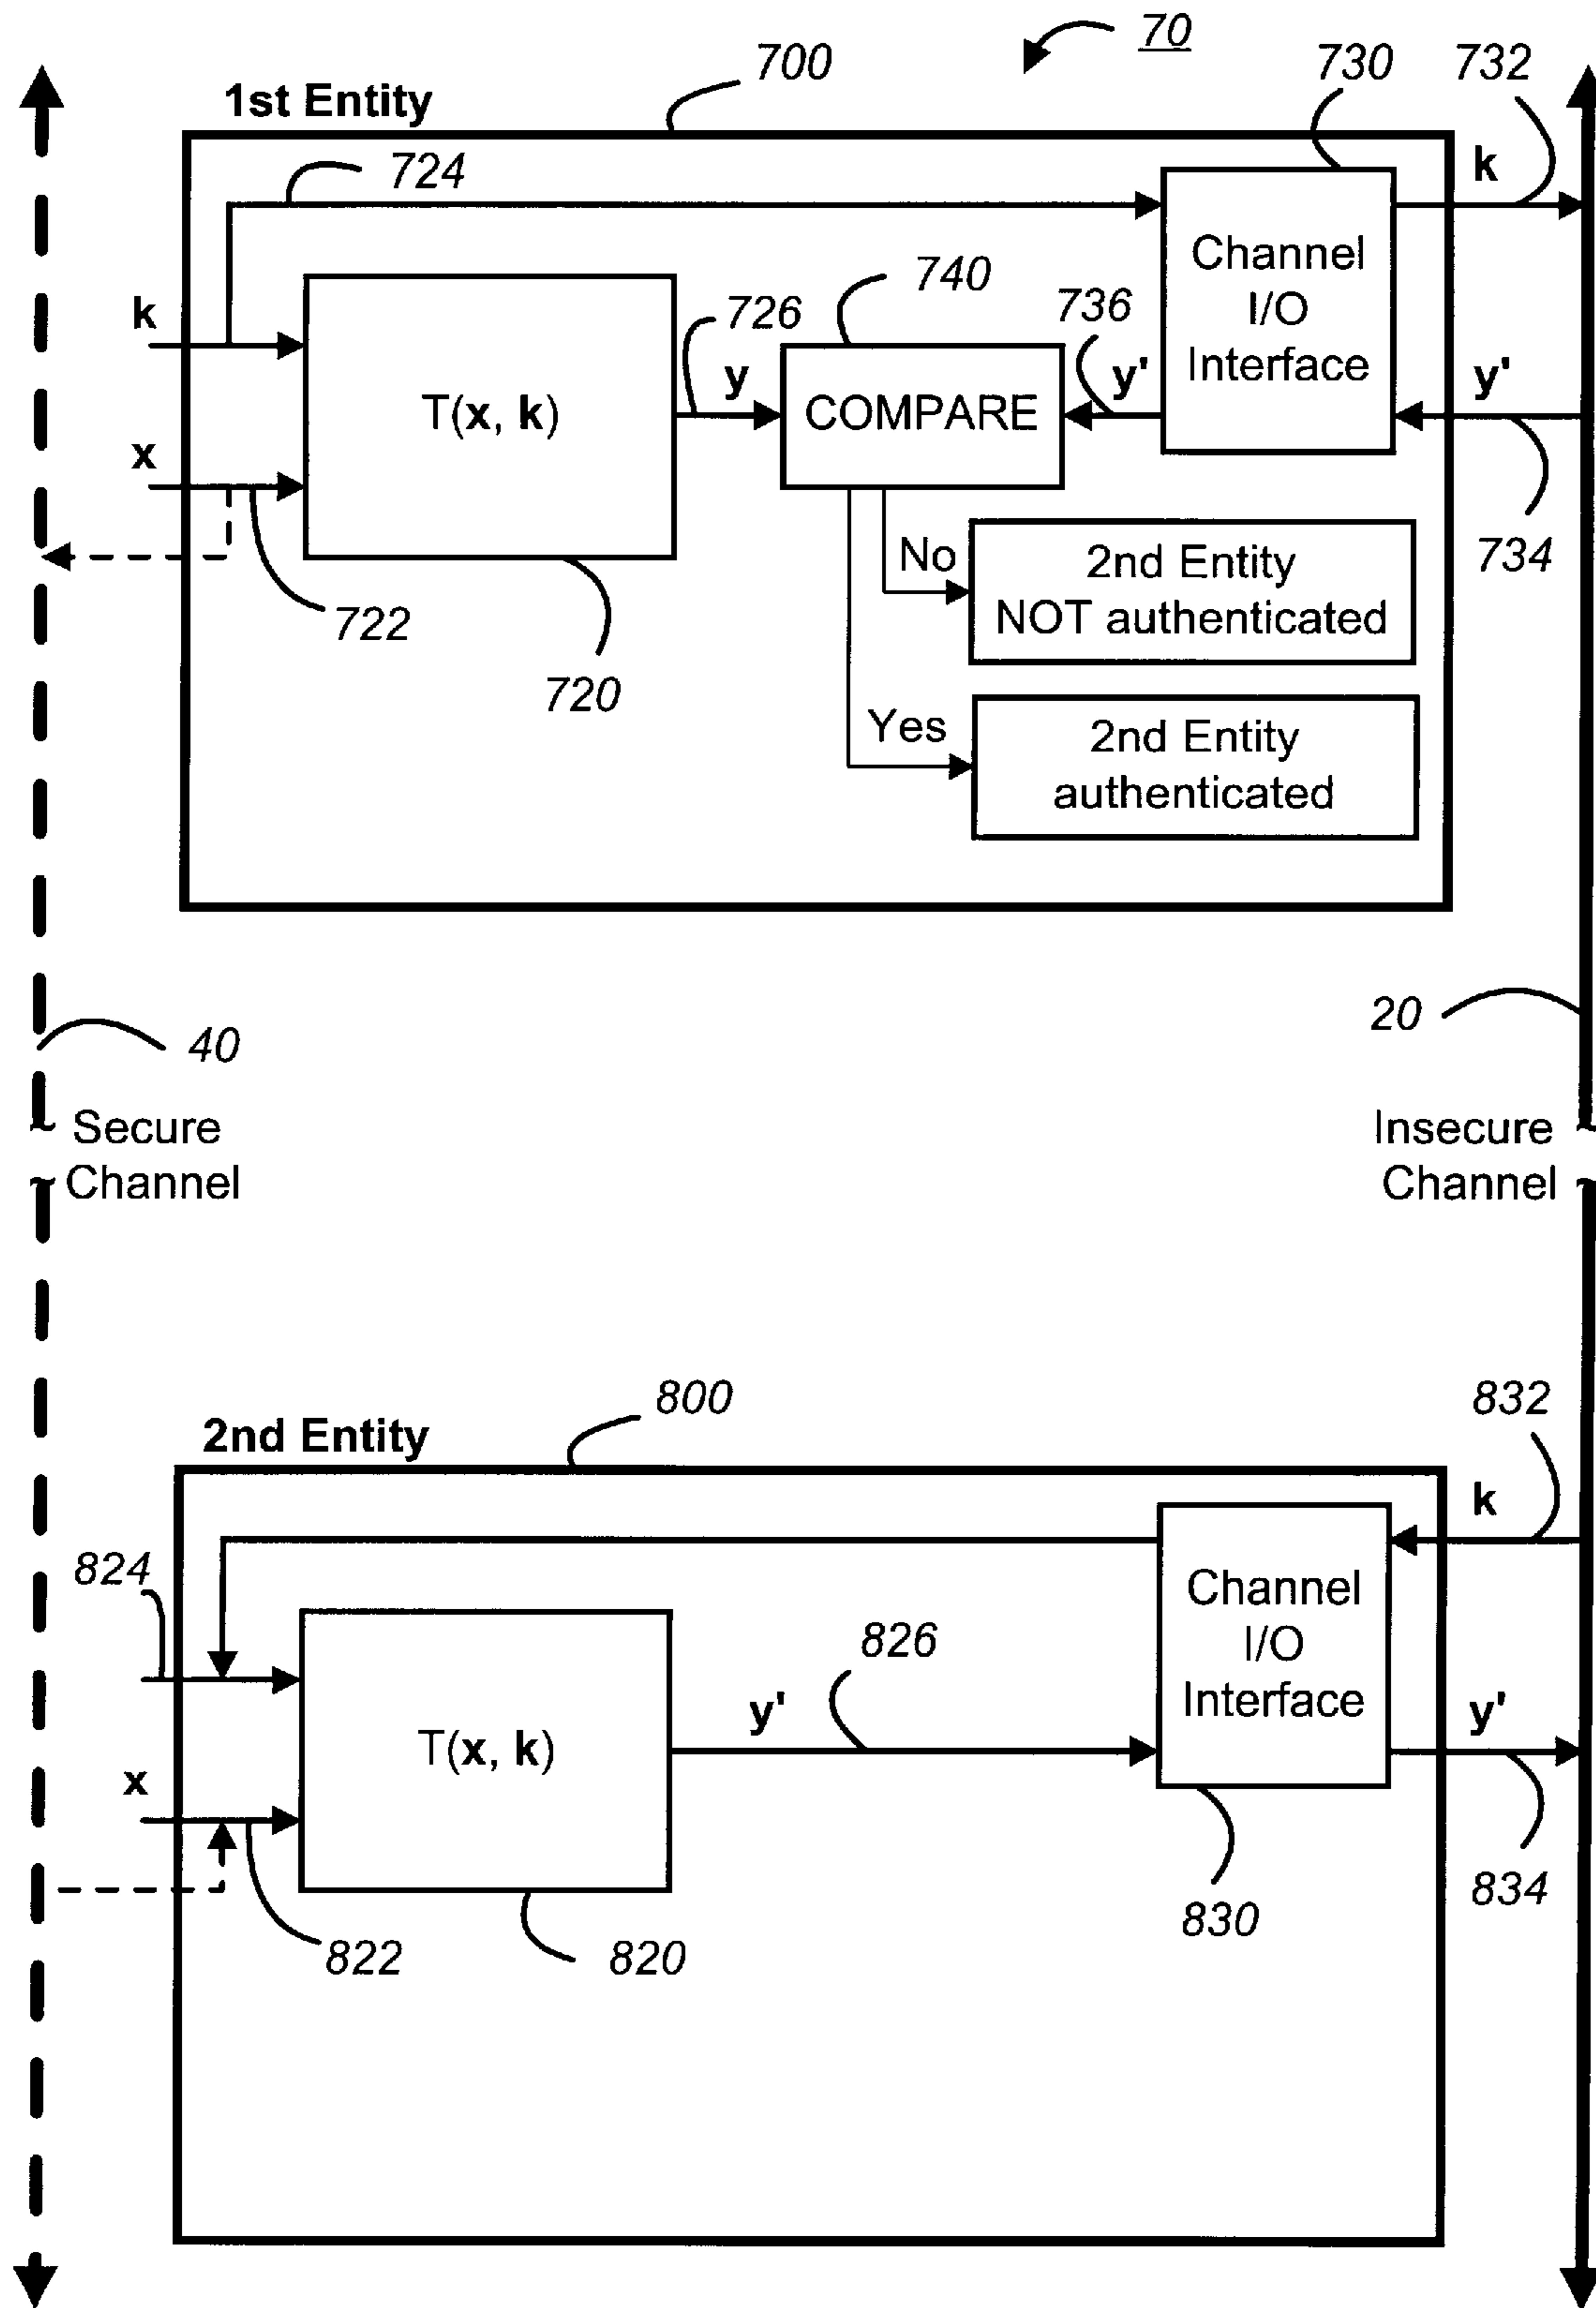 70
700
730
732
1st Entity
724
k
Channel
I/O
Interface
740
726
736
k
y
y'
y'
T(x, k)
COMPARE
x
No
2nd Entity
NOT authenticated
734
722
720
Yes
2nd Entity
authenticated
40
20
Secure
Channel
Insecure
Channel
800
832
2nd Entity
k
824
Channel
I/O
Interface
826
y'
y'
T(x, k)
x
834
830
822
820